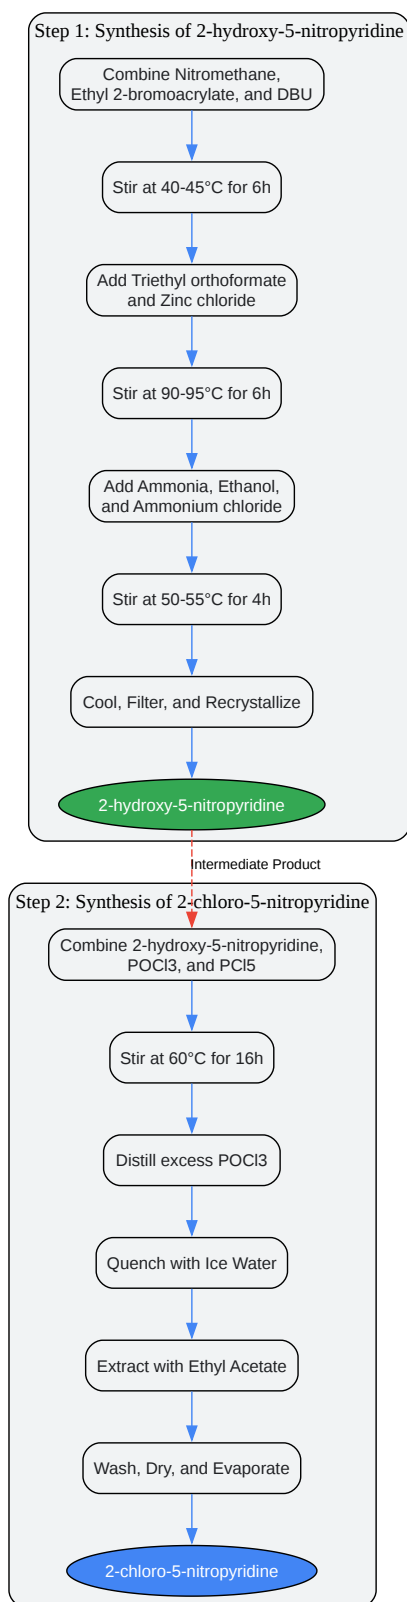 Step 1: Synthesis of 2-hydroxy-5-nitropyridine
Combine Nitromethane,
Ethyl 2-bromoacrylate, and DBU
Stir at 40-45°C for 6h
Add Triethyl orthoformate
and Zinc chloride
Stir at 90-95°C for 6h
Add Ammonia, Ethanol,
and Ammonium chloride
Stir at 50-55°C for 4h
Cool, Filter, and Recrystallize
2-hydroxy-5-nitropyridine
Intermediate Product
Step 2: Synthesis of 2-chloro-5-nitropyridine
Combine 2-hydroxy-5-nitropyridine,
POCl3, and PCl5
Stir at 60°C for 16h
Distill excess POCl3
Quench with Ice Water
Extract with Ethyl Acetate
Wash, Dry, and Evaporate
2-chloro-5-nitropyridine